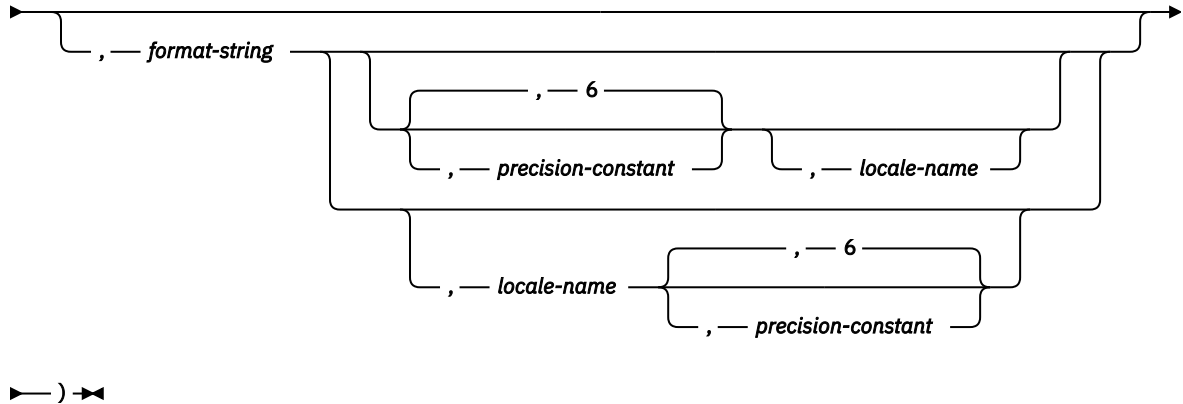 , format-string
, 6
, precision-constant , locale-name
, 6
, locale-name
, precision-constant
)